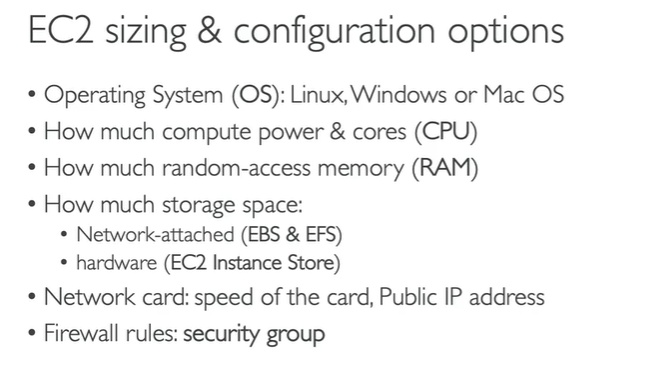 EC2 sizing & configuration options
• Operating System (OS): Linux, Windows or Mac OS
• How much compute power & cores (CPU)
• How much random-access memory (RAM)
• How much storage space:
• Network-attached (EBS & EFS)
• hardware (EC2 Instance Store)
• Network card: speed of the card, Public IP address
• Firewall rules: security group